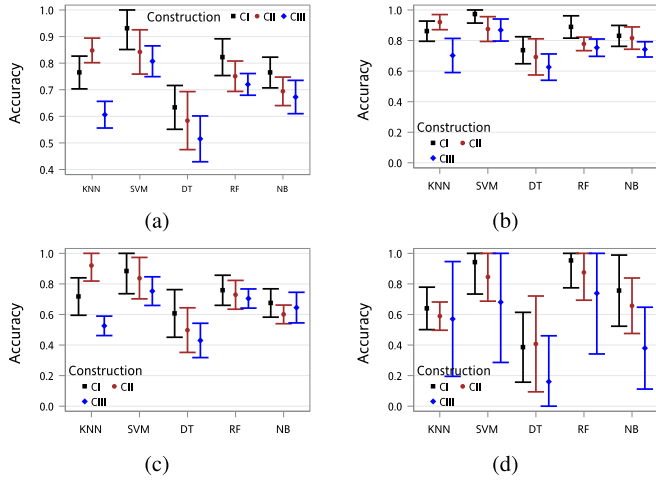 Accuracy
1.0
0.9
0.8
0.7
0.6
0.5
0.4
Construction CI CII CIII
KNN SVM DT RF NB
(a)
Accuracy
1.0
0.8
0.6
0.4
0.2
0.0
Construction
CI CII
CIII
KNN SVM DT RF NB
(b)
Accuracy
1.0
0.8
0.6
0.4
0.2
0.0
Construction
CI CII
CIII
KNN SVM DT RF NB
(c)
Accuracy
1.0
0.8
0.6
0.4
0.2
0.0
Construction
CI CII
CIII
KNN SVM DT RF NB
(d)